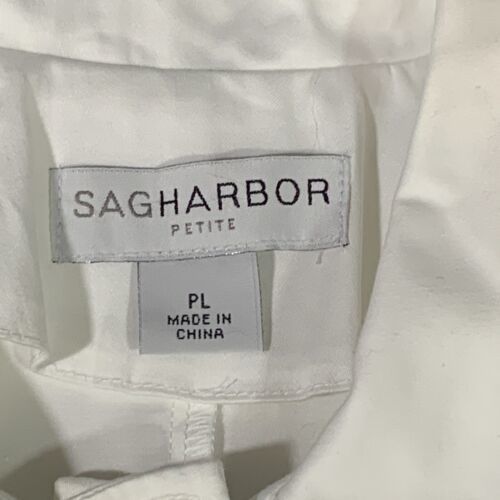 SAGHARBOR
PETITE
PL
MADE IN
CHINA